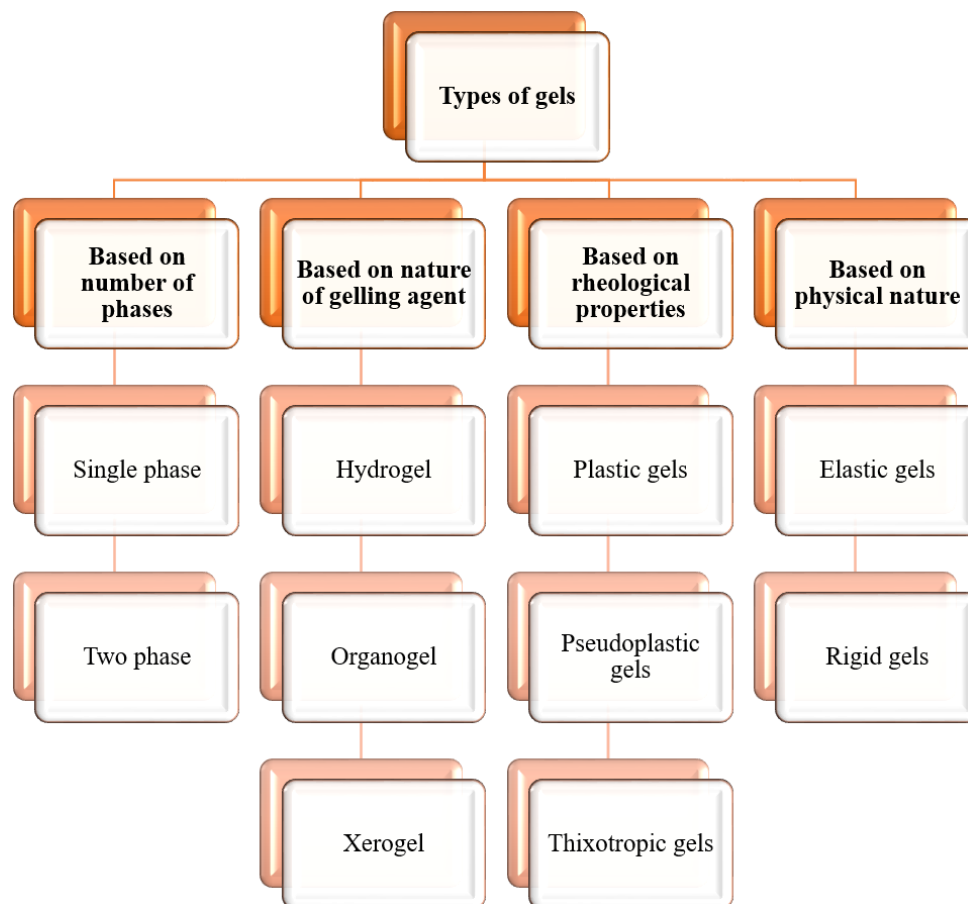 Types of gels
Based on
number of
phases
Based on nature
of gelling agent
Based on
rheological
properties
Based on
physical nature
Single phase
Hydrogel
Plastic gels
Elastic gels
Two phase
Organogel
Pseudoplastic
gels
Rigid gels
Xerogel
Thixotropic gels